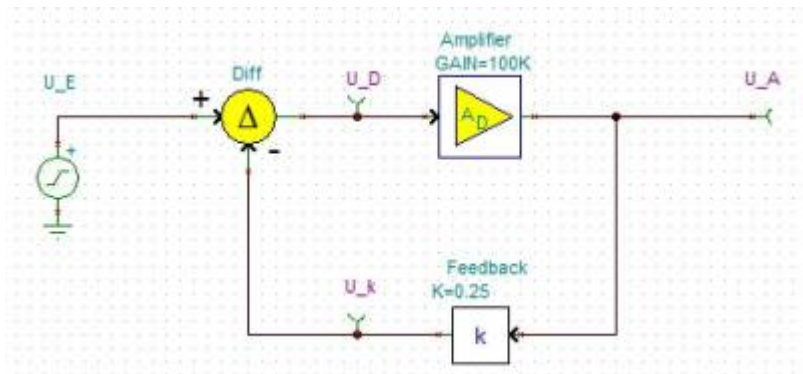 Amplifier
GAIN=100K
U_E
Diff
U_D
U_A
+
+
Δ
A_D
-
Feedback
K=0.25
U_k
k